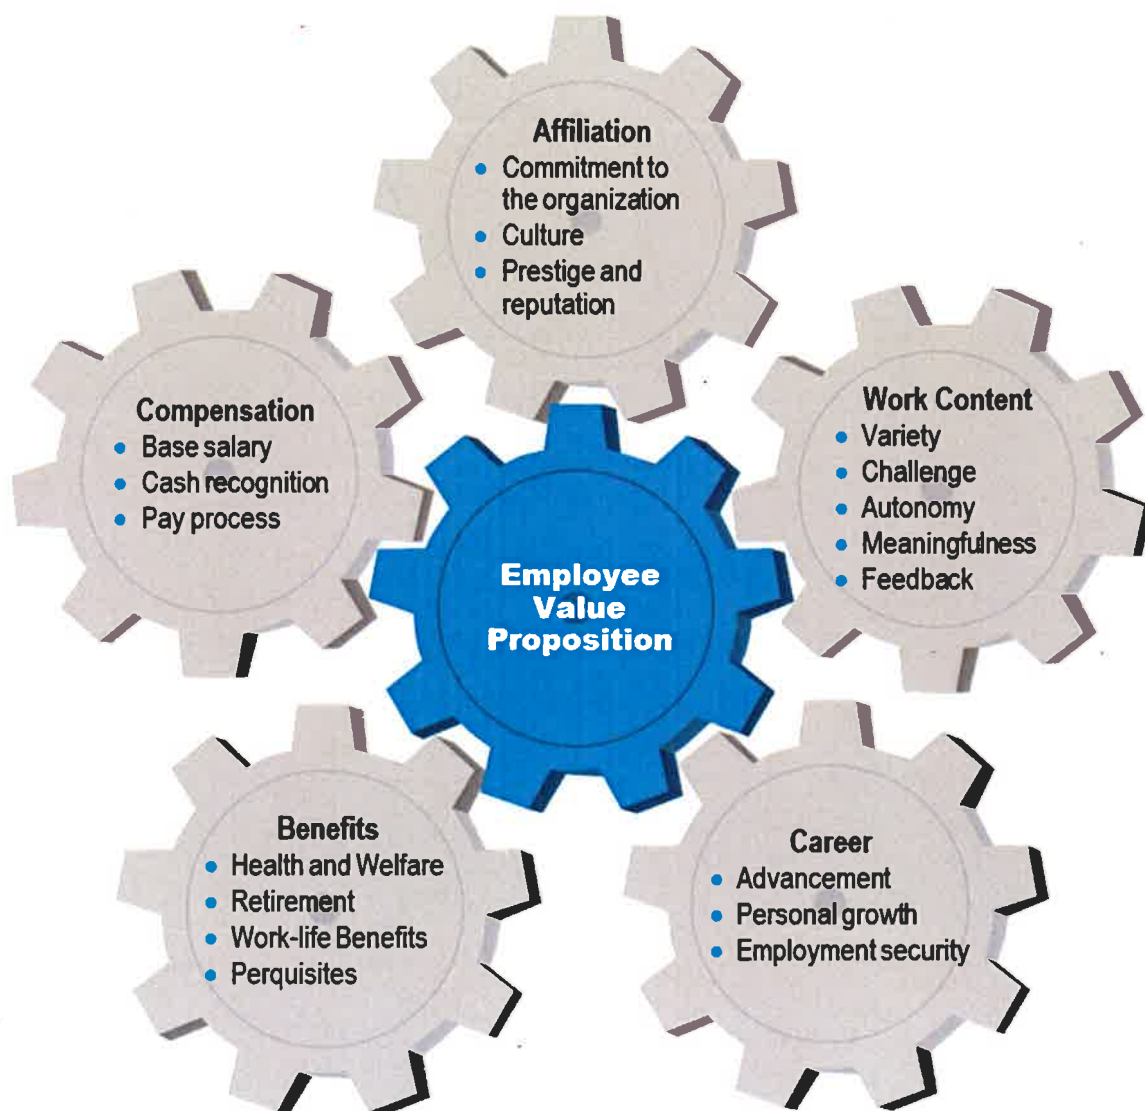 Affiliation
Commitment to
the organization
Culture
Prestige and
reputation
Compensation
Base salary
Cash recognition
Pay process
Work Content
Variety
Challenge
Autonomy
Meaningfulness
Feedback
Employee
Value
Proposition
Benefits
Health and Welfare
Retirement
Work-life Benefits
Perquisites
Career
Advancement
Personal growth
Employment security